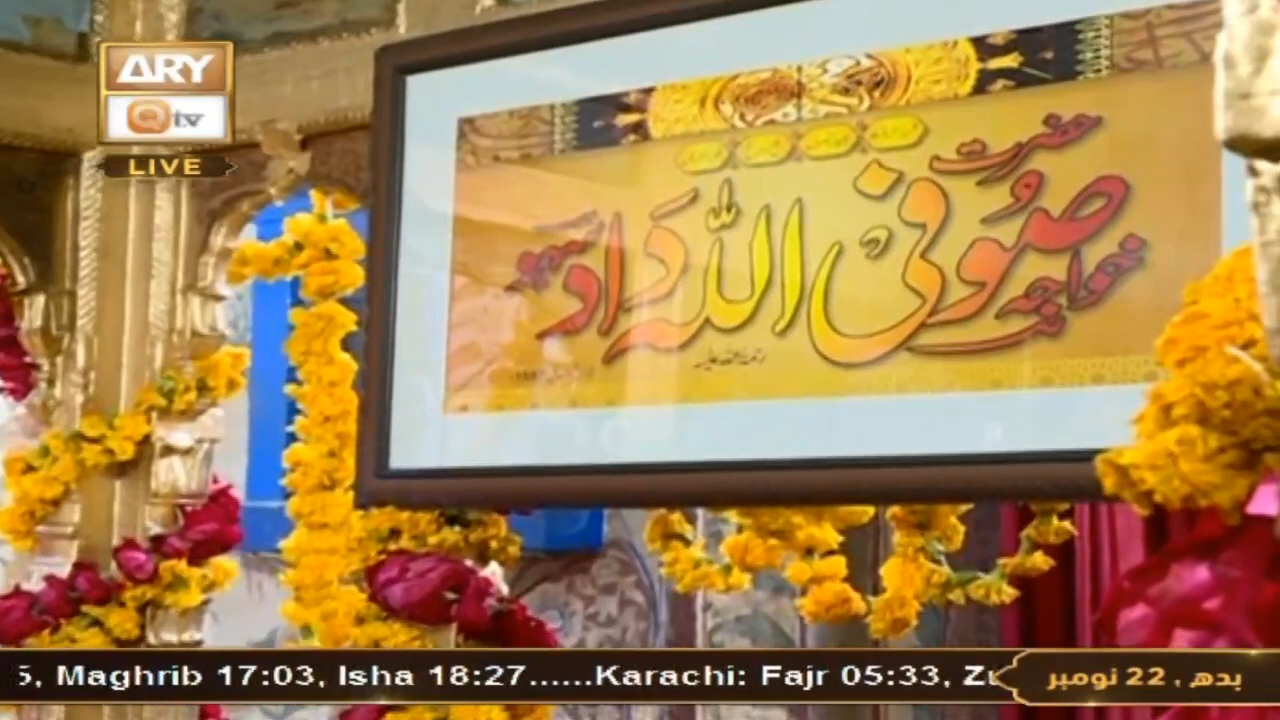 ARY
Qtv
LIVE
حضرت
خواجہ صوفی اللہ داد
رحمۃ اللہ علیہ
5, Maghrib 17:03, Isha 18:27......Karachi: Fajr 05:33, Zu
بدھ , 22 نومبر